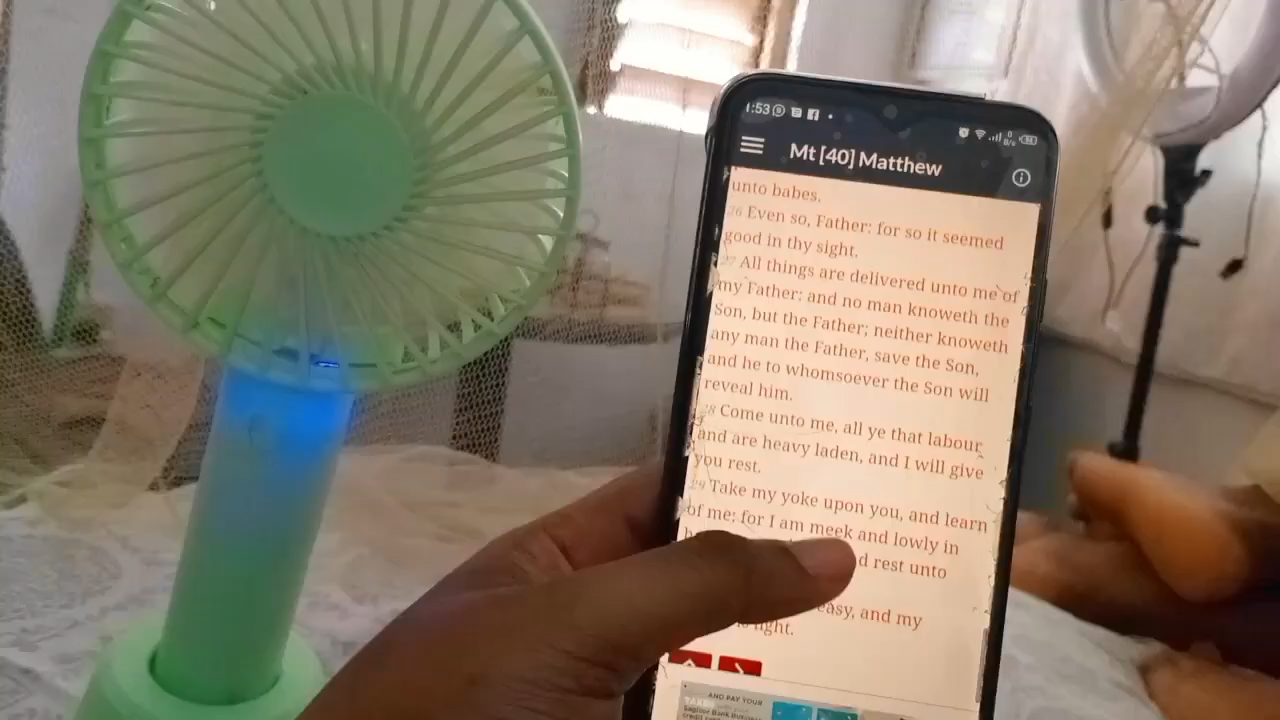 1:53
0
B/s
Mt [40] Matthew
unto babes.
26 Even so, Father: for so it seemed
good in thy sight.
27 All things are delivered unto me of
my Father: and no man knoweth the
Son, but the Father; neither knoweth
any man the Father, save the Son,
and he to whomsoever the Son will
reveal him.
28 Come unto me, all ye that labour
and are heavy laden, and I will give
you rest.
29 Take my yoke upon you, and learn
of me; for I am meek and lowly in
rest unto
easy, and my
light.
AND PAY YOUR